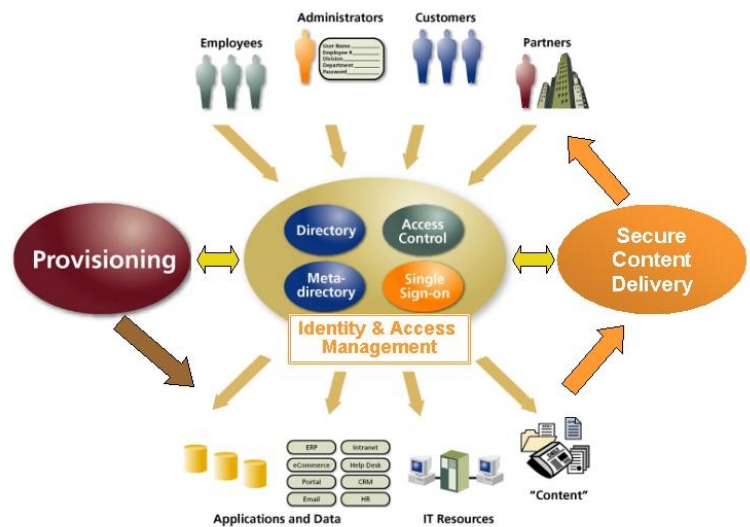 Administrators
Customers
Employees
Partners
User Name
Employee #
Division
Department
Password
Directory
Access
Control
Provisioning
Secure
Content
Delivery
Meta-
directory
Single
Sign-on
Identity & Access
Management
ERP
Intranet
eCommerce
Help Desk
Portal
CRM
Email
HR
"Content"
Applications and Data
IT Resources